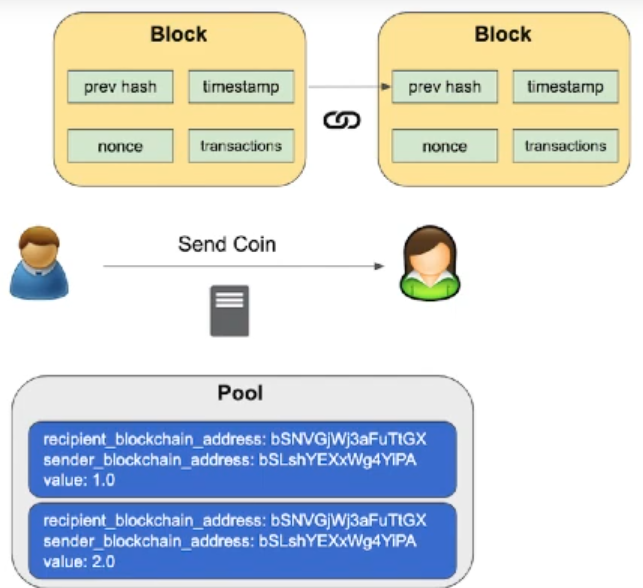 Block
Block
prev hash
timestamp
prev hash
timestamp
nonce
transactions
nonce
transactions
Send Coin
Pool
recipient_blockchain_address: bSNVGjWj3aFuTtGX
sender_blockchain_address: bSLshYEXxWg4YlPA
value: 1.0
recipient_blockchain_address: bSNVGjWj3aFuTtGX
sender_blockchain_address: bSLshYEXxWg4YlPA
value: 2.0